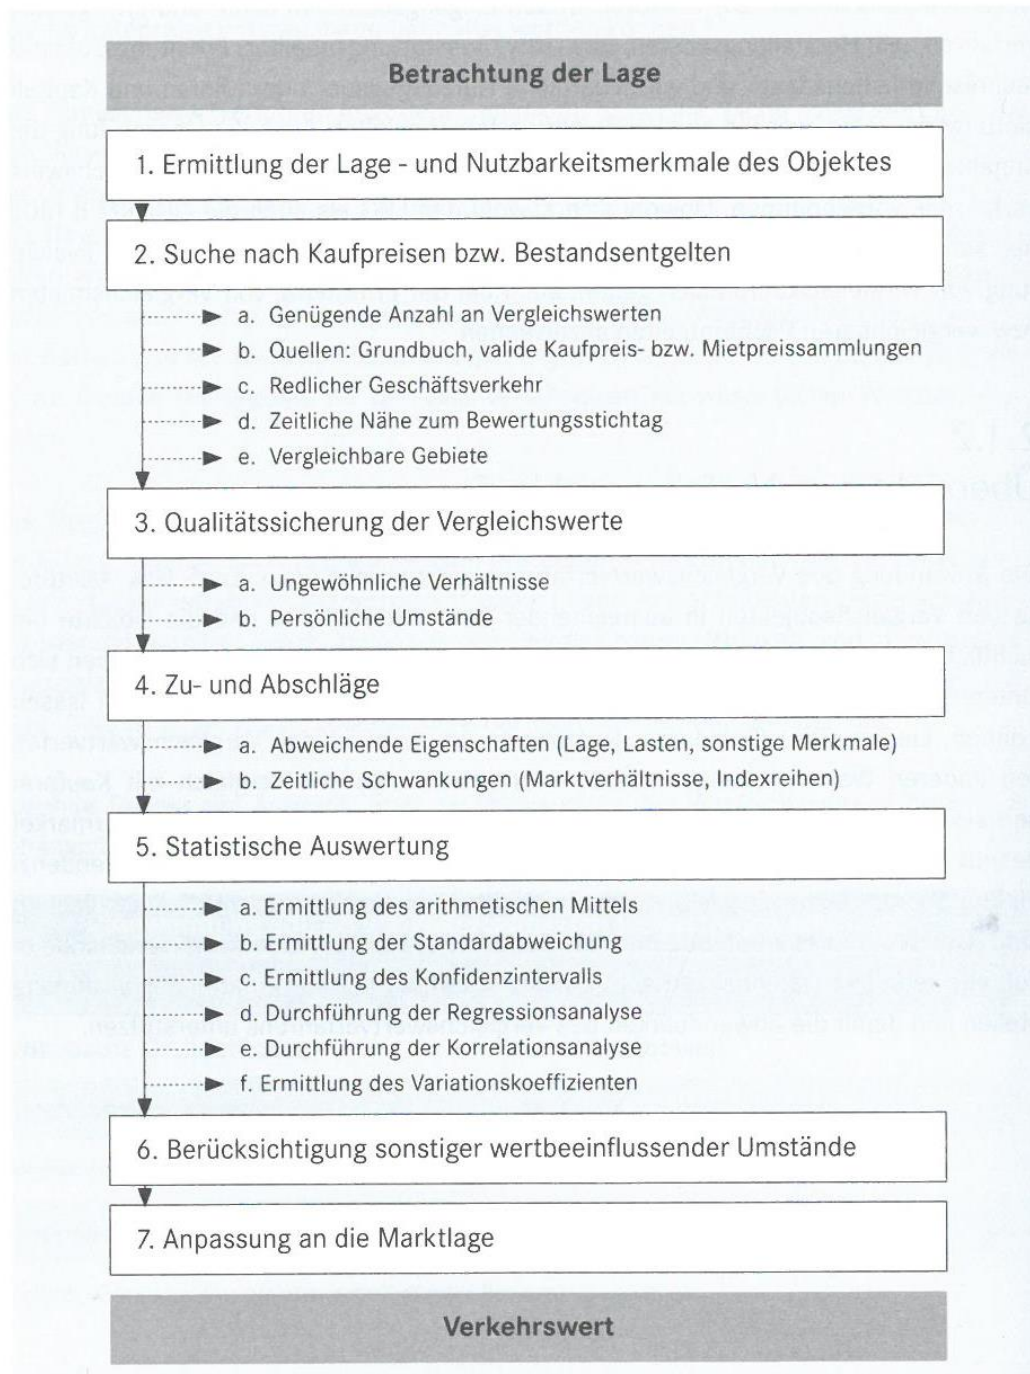 Betrachtung der Lage
1. Ermittlung der Lage - und Nutzbarkeitsmerkmale des Objektes
2. Suche nach Kaufpreisen bzw. Bestandsentgelten
a. Genügende Anzahl an Vergleichswerten
b. Quellen: Grundbuch, valide Kaufpreis- bzw. Mietpreissammlungen
c. Redlicher Geschäftsverkehr
d. Zeitliche Nähe zum Bewertungsstichtag
e. Vergleichbare Gebiete
3. Qualitätssicherung der Vergleichswerte
a. Ungewöhnliche Verhältnisse
b. Persönliche Umstände
4. Zu- und Abschläge
a. Abweichende Eigenschaften (Lage, Lasten, sonstige Merkmale)
b. Zeitliche Schwankungen (Marktverhältnisse, Indexreihen)
5. Statistische Auswertung
a. Ermittlung des arithmetischen Mittels
b. Ermittlung der Standardabweichung
c. Ermittlung des Konfidenzintervalls
d. Durchführung der Regressionsanalyse
e. Durchführung der Korrelationsanalyse
f. Ermittlung des Variationskoeffizienten
6. Berücksichtigung sonstiger wertbeeinflussender Umstände
7. Anpassung an die Marktlage
Verkehrswert